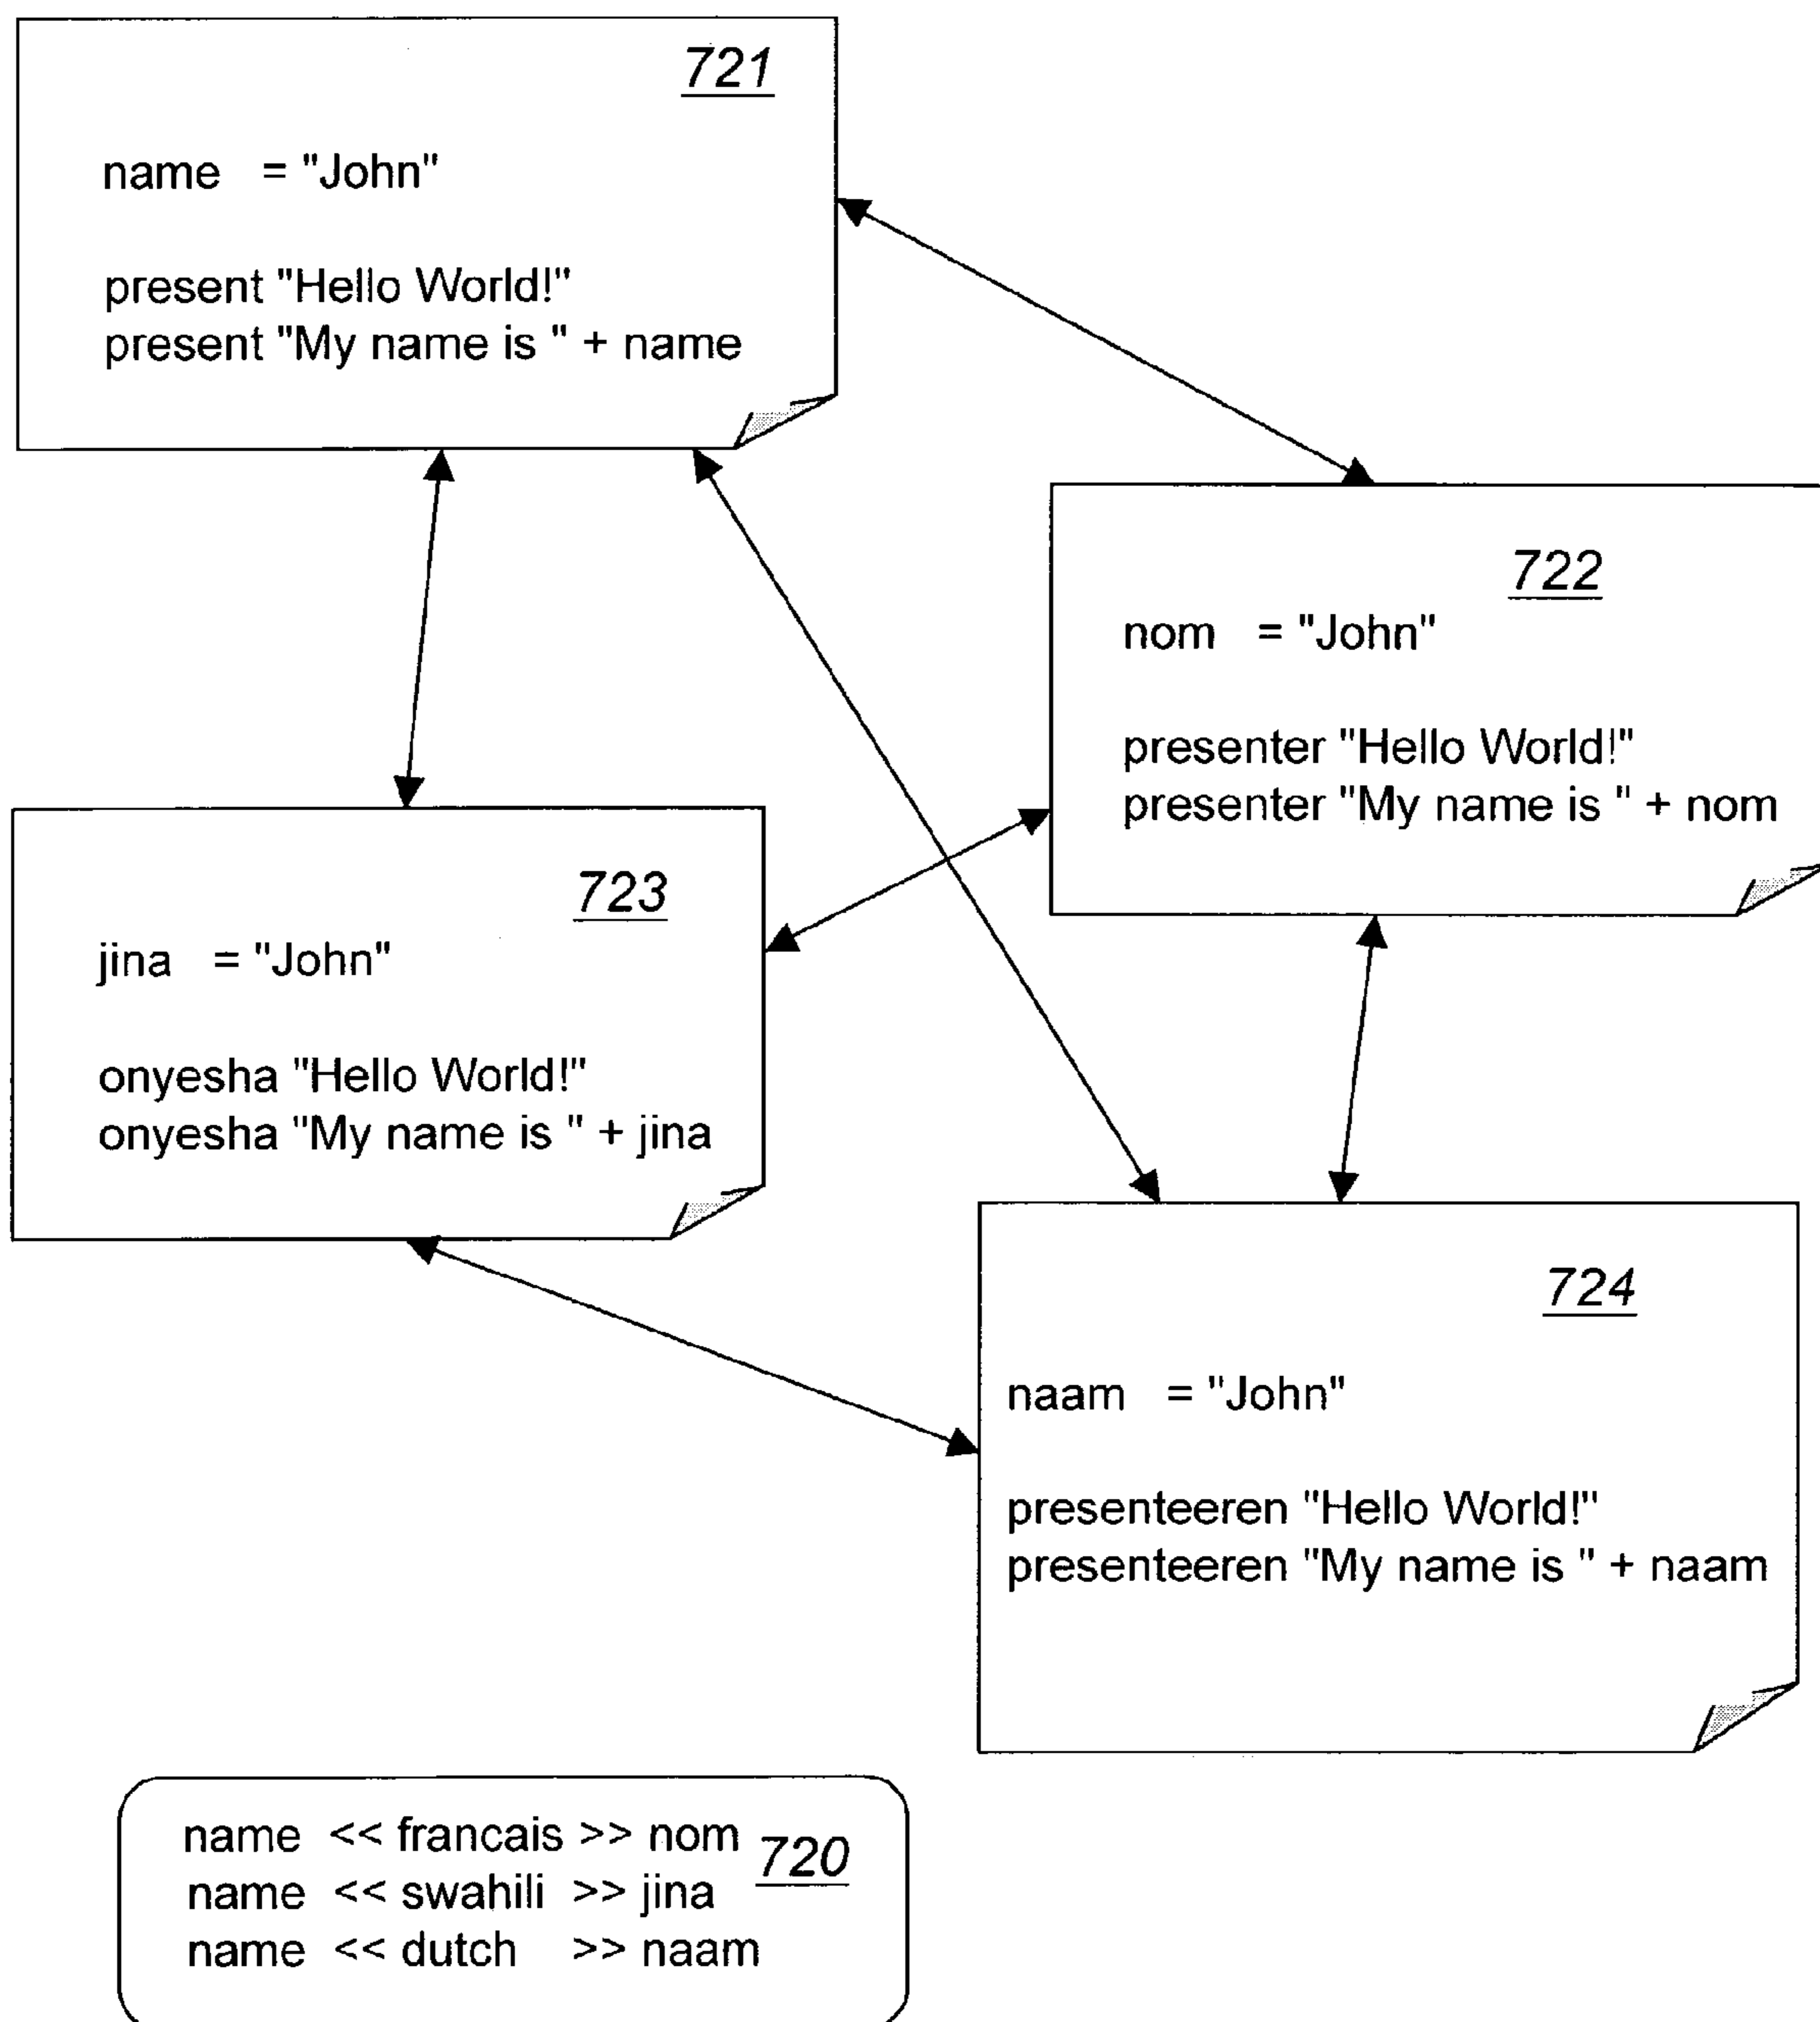 721
name = "John"
present "Hello World!"
present "My name is " + name
722
nom = "John"
presenter "Hello World!"
presenter "My name is " + nom
723
jina = "John"
onyesha "Hello World!"
onyesha "My name is " + jina
724
naam = "John"
presenteeren "Hello World!"
presenteeren "My name is " + naam
720
name << francais >> nom
name << swahili >> jina
name << dutch >> naam